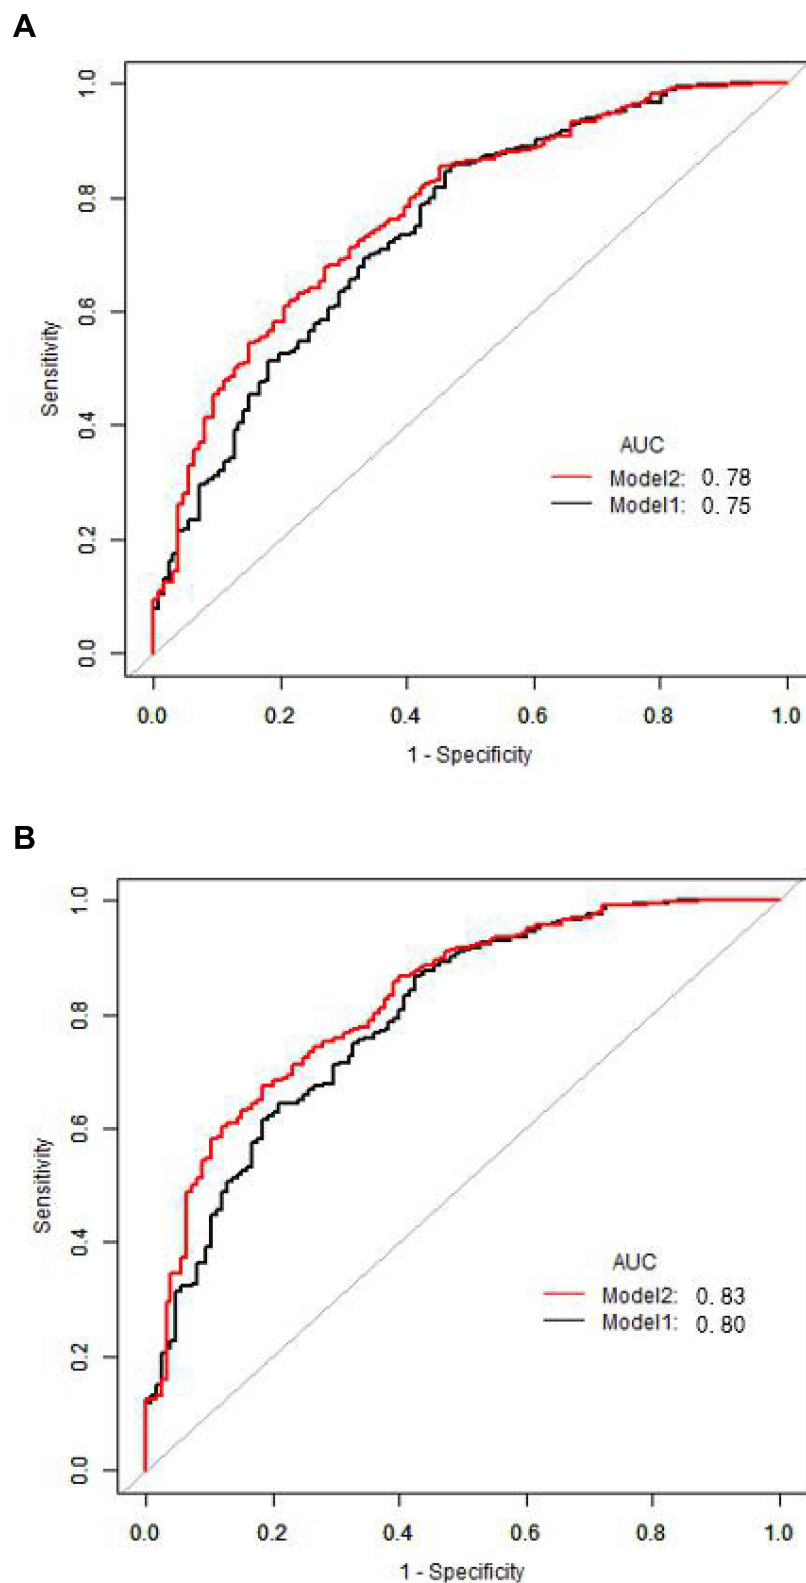 A
1.0
0.8
0.6
0.4
0.2
0.0
Sensitivity
AUC
Model2: 0.78
Model1: 0.75
0.0 0.2 0.4 0.6 0.8 1.0
1 - Specificity
B
1.0
0.8
0.6
0.4
0.2
0.0
Sensitivity
AUC
Model2: 0.83
Model1: 0.80
0.0 0.2 0.4 0.6 0.8 1.0
1 - Specificity